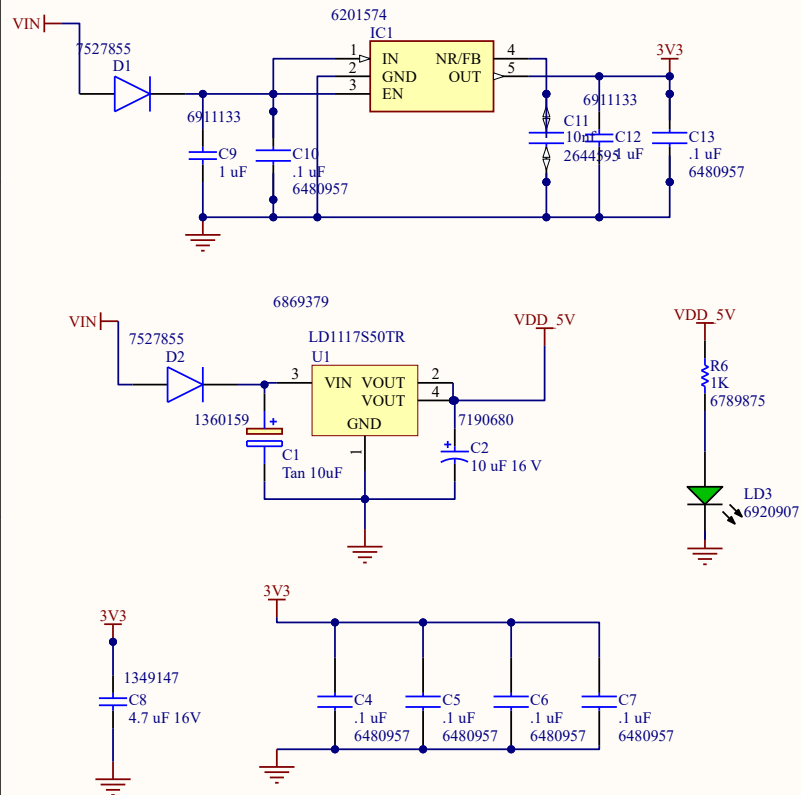 6201574
IC1
VIN
7527855
D1
1
IN
NR/FB
4
2
GND
OUT
5
3
EN
3V3
6911133
C9
1 uF
C10
.1 uF
6480957
C11
10nf
2644595
6911133
C12
1 uF
C13
.1 uF
6480957
6869379
VIN
7527855
D2
LD1117S50TR
U1
3
VIN
VOUT
2
VOUT
4
GND
1
VDD_5V
1360159
+
C1
Tan 10uF
7190680
+
C2
10 uF 16 V
VDD_5V
R6
1K
6789875
LD3
6920907
3V3
1349147
C8
4.7 uF 16V
3V3
C4
.1 uF
6480957
C5
.1 uF
6480957
C6
.1 uF
6480957
C7
.1 uF
6480957